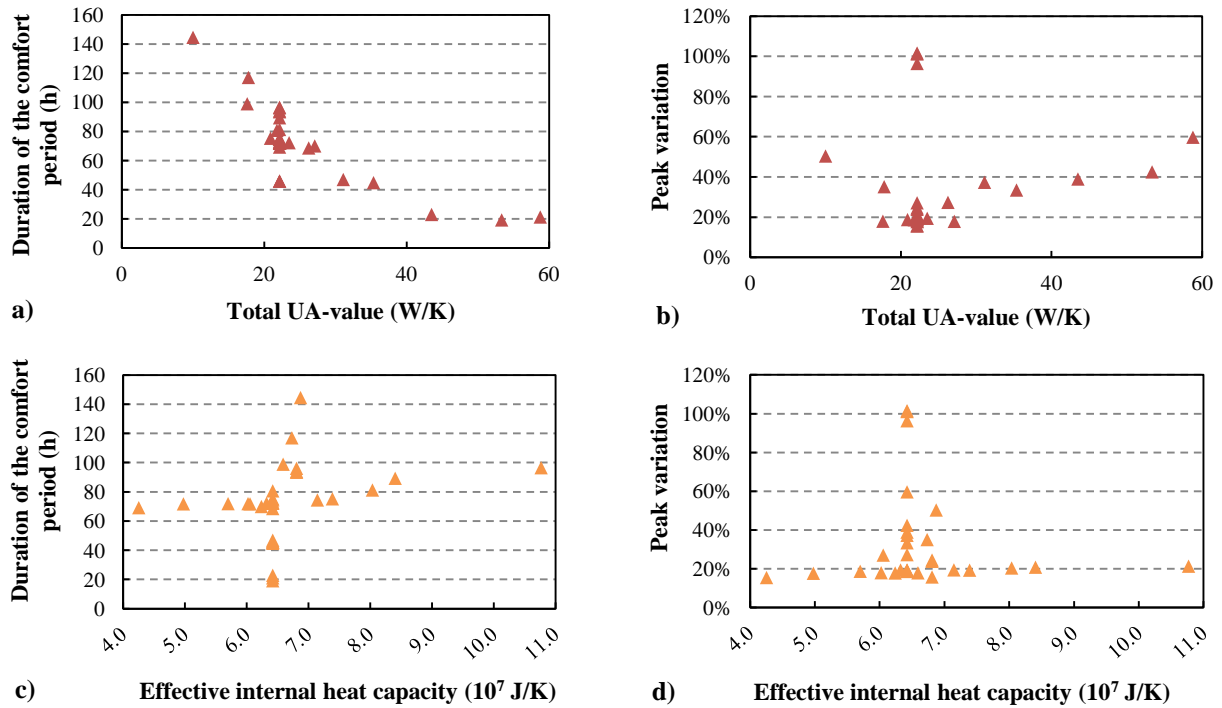 160
140
120
100
80
60
40
20
0
0 20 40 60
Duration of the comfort
period (h)
Total UA-value (W/K)
a)
120%
100%
80%
60%
40%
20%
0%
0 20 40 60
Peak variation
Total UA-value (W/K)
b)
160
140
120
100
80
60
40
20
0
4.0 5.0 6.0 7.0 8.0 9.0 10.0 11.0
Duration of the comfort
period (h)
Effective internal heat capacity (10⁷ J/K)
c)
120%
100%
80%
60%
40%
20%
0%
4.0 5.0 6.0 7.0 8.0 9.0 10.0 11.0
Peak variation
Effective internal heat capacity (10⁷ J/K)
d)